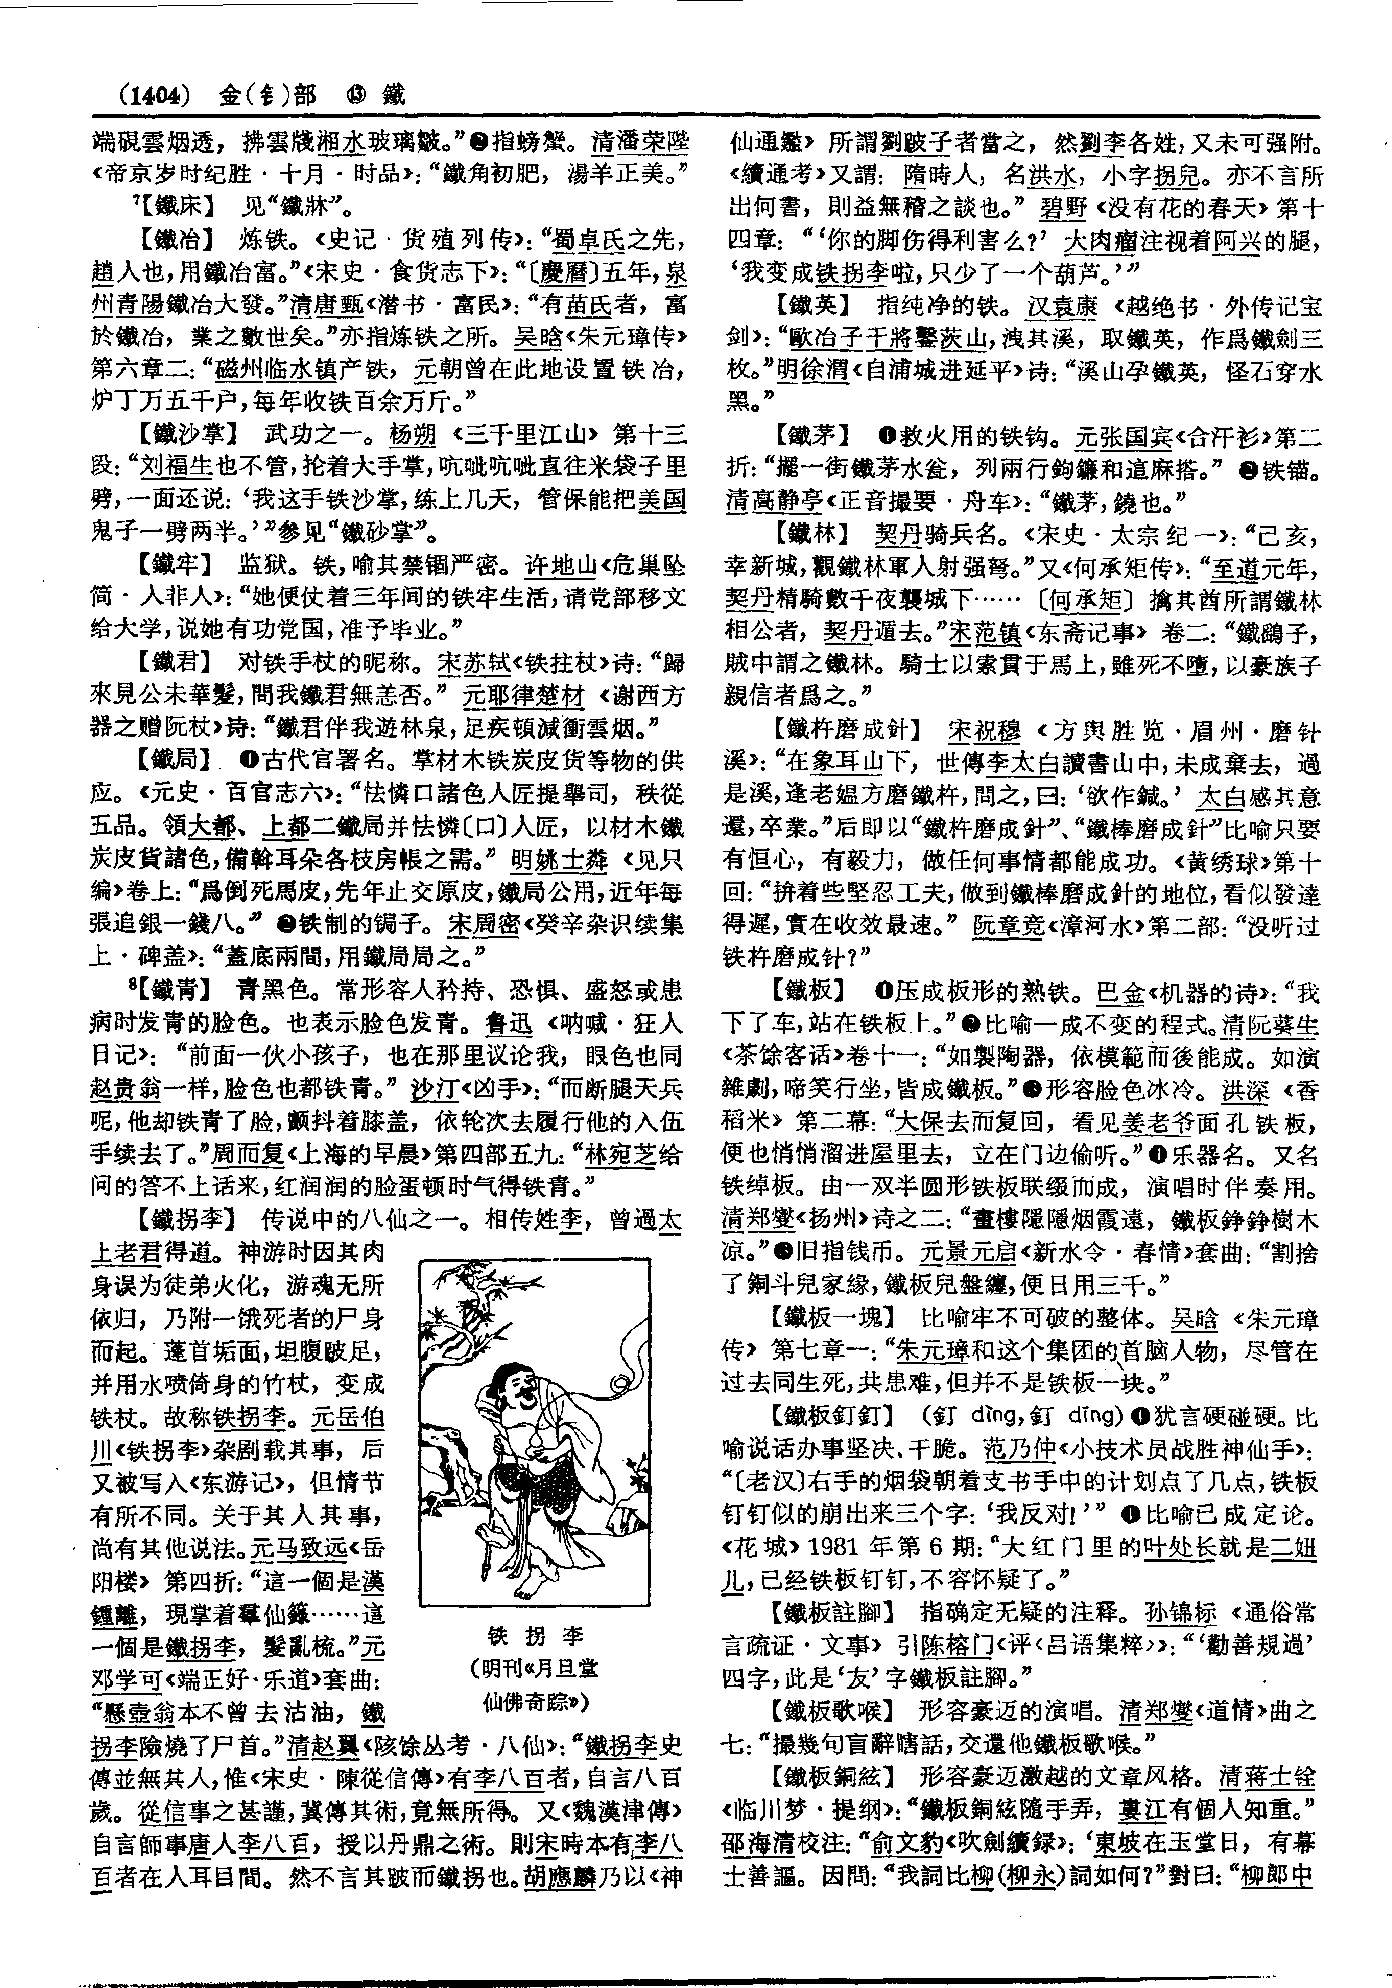 (1404) 金(钅)部 ⑬ 鐵
端硯雲烟透，拂雲牋湘水玻璃皺。”❷指螃蟹。清潘荣陛
《帝京岁时纪胜·十月·时品》：“鐵角初肥，湯羊正美。”
⁷【鐵床】 见“鐵牀”。
【鐵冶】 炼铁。《史记·货殖列传》：“蜀卓氏之先，
趙人也，用鐵冶富。”《宋史·食货志下》：“〔慶曆〕五年，泉
州青陽鐵冶大發。”清唐甄《潜书·富民》：“有苗氏者，富
於鐵冶，業之數世矣。”亦指炼铁之所。吴晗《朱元璋传》
第六章二：“磁州临水镇产铁，元朝曾在此地设置铁冶，
炉丁万五千户，每年收铁百余万斤。”
【鐵沙掌】 武功之一。杨朔《三千里江山》第十三
段：“刘福生也不管，抡着大手掌，吭哧吭哧直往米袋子里
劈，一面还说：‘我这手铁沙掌，练上几天，管保能把美国
鬼子一劈两半。’”参见“鐵砂掌”。
【鐵牢】 监狱。铁，喻其禁锢严密。许地山《危巢坠
简·人非人》：“她便仗着三年间的铁牢生活，请党部移文
给大学，说她有功党国，准予毕业。”
【鐵君】 对铁手杖的昵称。宋苏轼《铁拄杖》诗：“歸
來見公未華髮，問我鐵君無恙否。”元耶律楚材《谢西方
器之赠阮杖》诗：“鐵君伴我遊林泉，足疾頓減衝雲烟。”
【鐵局】 ❶古代官署名。掌材木铁炭皮货等物的供
应。《元史·百官志六》：“怯憐口諸色人匠提舉司，秩從
五品。領大都、上都二鐵局并怯憐〔口〕人匠，以材木鐵
炭皮貨諸色，備斡耳朵各枝房帳之需。”明姚士粦《见只
编》卷上：“爲倒死馬皮，先年止交原皮，鐵局公用，近年每
張追銀一錢八。”❷铁制的锔子。宋周密《癸辛杂识续集
上·碑盖》：“蓋底兩間，用鐵局局之。”
⁸【鐵青】 青黑色。常形容人矜持、恐惧、盛怒或患
病时发青的脸色。也表示脸色发青。鲁迅《呐喊·狂人
日记》：“前面一伙小孩子，也在那里议论我，眼色也同
赵贵翁一样，脸色也都铁青。”沙汀《凶手》：“而断腿天兵
呢，他却铁青了脸，颤抖着膝盖，依轮次去履行他的入伍
手续去了。”周而复《上海的早晨》第四部五九：“林宛芝给
问的答不上话来，红润润的脸蛋顿时气得铁青。”
【鐵拐李】 传说中的八仙之一。相传姓李，曾遇太
上老君得道。神游时因其肉
身误为徒弟火化，游魂无所
依归，乃附一饿死者的尸身
而起。蓬首垢面，坦腹跛足，
并用水喷倚身的竹杖，变成
铁杖。故称铁拐李。元岳伯
川《铁拐李》杂剧载其事，后
又被写入《东游记》，但情节
有所不同。关于其人其事，
尚有其他说法。元马致远《岳
阳楼》第四折：“這一個是漢
鍾離，現掌着羣仙籙……這
一個是鐵拐李，髮亂梳。”元
邓学可《端正好·乐道》套曲：
“懸壺翁本不曾去沽油，鐵
拐李險燒了尸首。”清赵翼《陔馀丛考·八仙》：“鐵拐李史
傳並無其人，惟《宋史·陳從信傳》有李八百者，自言八百
歲。從信事之甚謹，冀傳其術，竟無所得。又《魏漢津傳》
自言師事唐人李八百，授以丹鼎之術。則宋時本有李八
百者在人耳目間。然不言其跛而鐵拐也。胡應麟乃以《神
铁拐李
(明刊《月旦堂
仙佛奇踪》)
仙通鑑》所謂劉跛子者當之，然劉李各姓，又未可强附。
《續通考》又謂：隋時人，名洪水，小字拐兒。亦不言所
出何書，則益無稽之談也。”碧野《没有花的春天》第十
四章：“‘你的脚伤得利害么？’大肉瘤注视着阿兴的腿，
‘我变成铁拐李啦，只少了一个葫芦。’”
【鐵英】 指纯净的铁。汉袁康《越绝书·外传记宝
剑》：“歐冶子干將鑿茨山，洩其溪，取鐵英，作爲鐵劍三
枚。”明徐渭《自浦城进延平》诗：“溪山孕鐵英，怪石穿水
黑。”
【鐵茅】 ❶救火用的铁钩。元张国宾《合汗衫》第二
折：“擺一街鐵茅水瓮，列兩行鉤鐮和這麻搭。”❷铁锚。
清高静亭《正音撮要·舟车》：“鐵茅，鐃也。”
【鐵林】 契丹骑兵名。《宋史·太宗纪一》：“己亥，
幸新城，觀鐵林軍人射强弩。”又《何承矩传》：“至道元年，
契丹精騎數千夜襲城下……〔何承矩〕擒其酋所謂鐵林
相公者，契丹遁去。”宋范镇《东斋记事》卷二：“鐵鷂子，
賊中謂之鐵林。騎士以索貫于馬上，雖死不墮，以豪族子
親信者爲之。”
【鐵杵磨成針】 宋祝穆《方舆胜览·眉州·磨针
溪》：“在象耳山下，世傳李太白讀書山中，未成棄去，過
是溪，逢老媪方磨鐵杵，問之，曰：‘欲作鍼。’太白感其意
還，卒業。”后即以“鐵杵磨成針”、“鐵棒磨成針”比喻只要
有恒心，有毅力，做任何事情都能成功。《黄绣球》第十
回：“拚着些堅忍工夫，做到鐵棒磨成針的地位，看似發達
得遲，實在收效最速。”阮章竞《漳河水》第二部：“没听过
铁杵磨成针？”
【鐵板】 ❶压成板形的熟铁。巴金《机器的诗》：“我
下了车，站在铁板上。”❷比喻一成不变的程式。清阮葵生
《茶馀客话》卷十一：“如製陶器，依模範而後能成。如演
雜劇，啼笑行坐，皆成鐵板。”❸形容脸色冰冷。洪深《香
稻米》第二幕：“大保去而复回，看见姜老爷面孔铁板，
便也悄悄溜进屋里去，立在门边偷听。”❹乐器名。又名
铁绰板。由一双半圆形铁板联缀而成，演唱时伴奏用。
清郑燮《扬州》诗之二：“畫樓隱隱烟霞遠，鐵板錚錚樹木
凉。”❺旧指钱币。元景元启《新水令·春情》套曲：“割捨
了銅斗兒家緣，鐵板兒盤纏，便日用三千。”
【鐵板一塊】 比喻牢不可破的整体。吴晗《朱元璋
传》第七章一：“朱元璋和这个集团的首脑人物，尽管在
过去同生死，共患难，但并不是铁板一块。”
【鐵板釘釘】 (釘 dīng，釘 dīng)❶犹言硬碰硬。比
喻说话办事坚决、干脆。范乃仲《小技术员战胜神仙手》：
“〔老汉〕右手的烟袋朝着支书手中的计划点了几点，铁板
钉钉似的崩出来三个字：‘我反对！’”❷比喻已成定论。
《花城》1981年第6期：“大红门里的叶处长就是二妞
儿，已经铁板钉钉，不容怀疑了。”
【鐵板註脚】 指确定无疑的注释。孙锦标《通俗常
言疏证·文事》引陈榕门《评〈吕语集粹〉》：“‘勸善規過’
四字，此是‘友’字鐵板註脚。”
【鐵板歌喉】 形容豪迈的演唱。清郑燮《道情》曲之
七：“撮幾句盲辭瞎話，交還他鐵板歌喉。”
【鐵板銅絃】 形容豪迈激越的文章风格。清蒋士铨
《临川梦·提纲》：“鐵板銅絃隨手弄，婁江有個人知重。”
邵海清校注：“俞文豹《吹劍續録》：‘東坡在玉堂日，有幕
士善謳。因問：“我詞比柳(柳永)詞如何？”對曰：“柳郎中